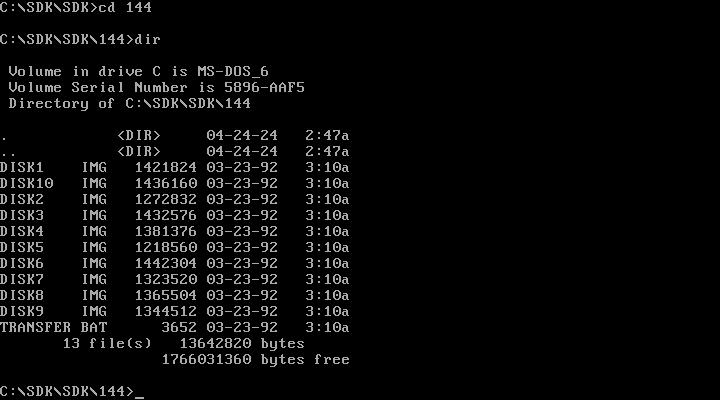 C:\SDK\SDK>cd 144

C:\SDK\SDK\144>dir

 Volume in drive C is MS-DOS_6
 Volume Serial Number is 5896-AAF5
 Directory of C:\SDK\SDK\144

.            <DIR>     04-24-24   2:47a
..           <DIR>     04-24-24   2:47a
DISK1    IMG   1421824 03-23-92   3:10a
DISK10   IMG   1436160 03-23-92   3:10a
DISK2    IMG   1272832 03-23-92   3:10a
DISK3    IMG   1432576 03-23-92   3:10a
DISK4    IMG   1381376 03-23-92   3:10a
DISK5    IMG   1218560 03-23-92   3:10a
DISK6    IMG   1442304 03-23-92   3:10a
DISK7    IMG   1323520 03-23-92   3:10a
DISK8    IMG   1365504 03-23-92   3:10a
DISK9    IMG   1344512 03-23-92   3:10a
TRANSFER BAT      3652 03-23-92   3:10a
       13 file(s)   13642820 bytes
                  1766031360 bytes free

C:\SDK\SDK\144>_